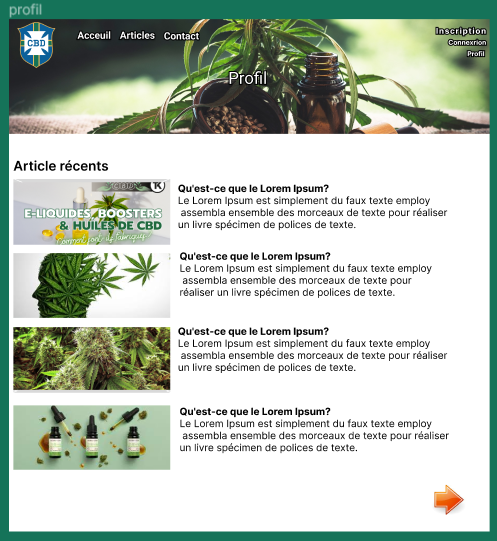 profil
CBD
Acceuil Articles Contact
Inscription
Connexrion
Profil
Profil
Article récents
E-LIQUIDES, BOOSTERS
& HUILES DE CBD
Qu'est-ce que le Lorem Ipsum?
Le Lorem Ipsum est simplement du faux texte employ
assembla ensemble des morceaux de texte pour réaliser
un livre spécimen de polices de texte.
Qu'est-ce que le Lorem Ipsum?
Le Lorem Ipsum est simplement du faux texte employ
assembla ensemble des morceaux de texte pour
réaliser un livre spécimen de polices de texte.
Qu'est-ce que le Lorem Ipsum?
Le Lorem Ipsum est simplement du faux texte employ
assembla ensemble des morceaux de texte pour réaliser
un livre spécimen de polices de texte.
Qu'est-ce que le Lorem Ipsum?
Le Lorem Ipsum est simplement du faux texte employ
assembla ensemble des morceaux de texte pour réaliser
un livre spécimen de polices de texte.